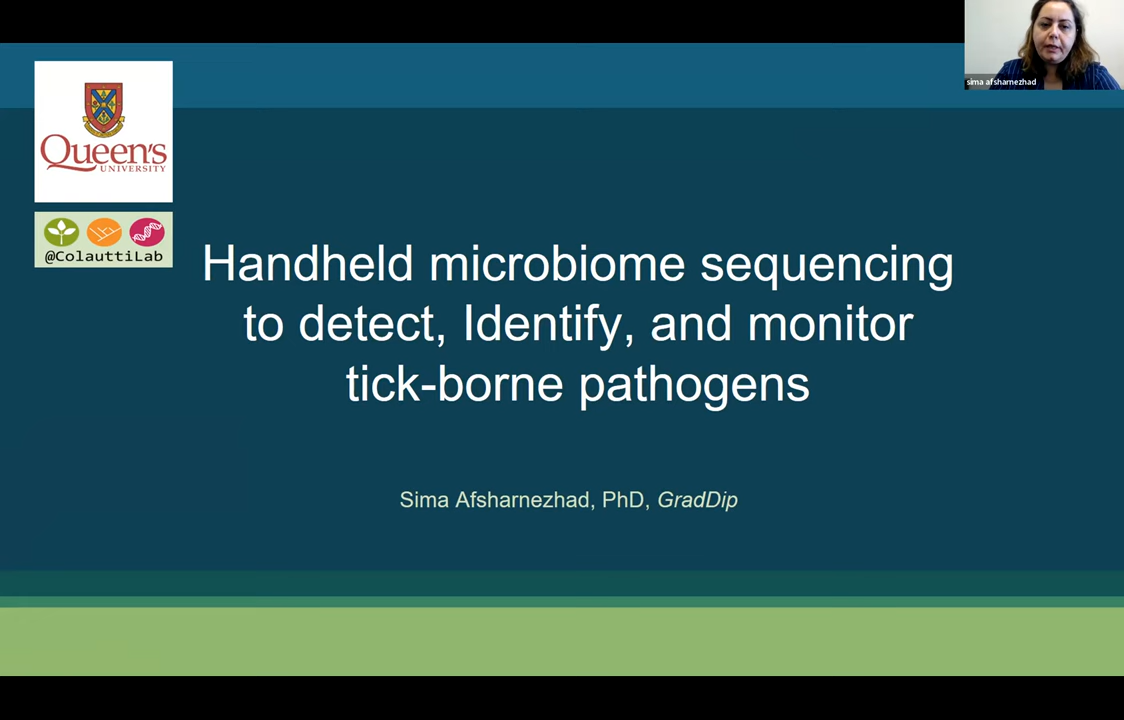 sima afsharnezhad
Queen's
UNIVERSITY
@ColauttiLab
Handheld microbiome sequencing
to detect, Identify, and monitor
tick-borne pathogens
Sima Afsharnezhad, PhD, GradDip